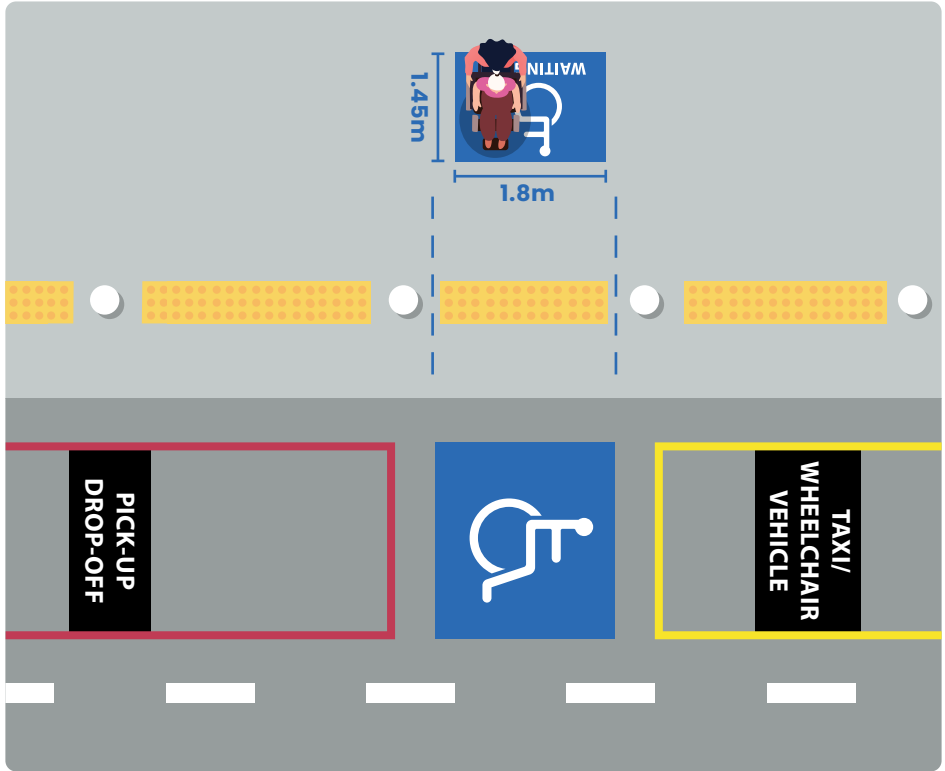 WAITING
1.45m
1.8m
PICK-UP
DROP-OFF
TAXI/
WHEELCHAIR
VEHICLE